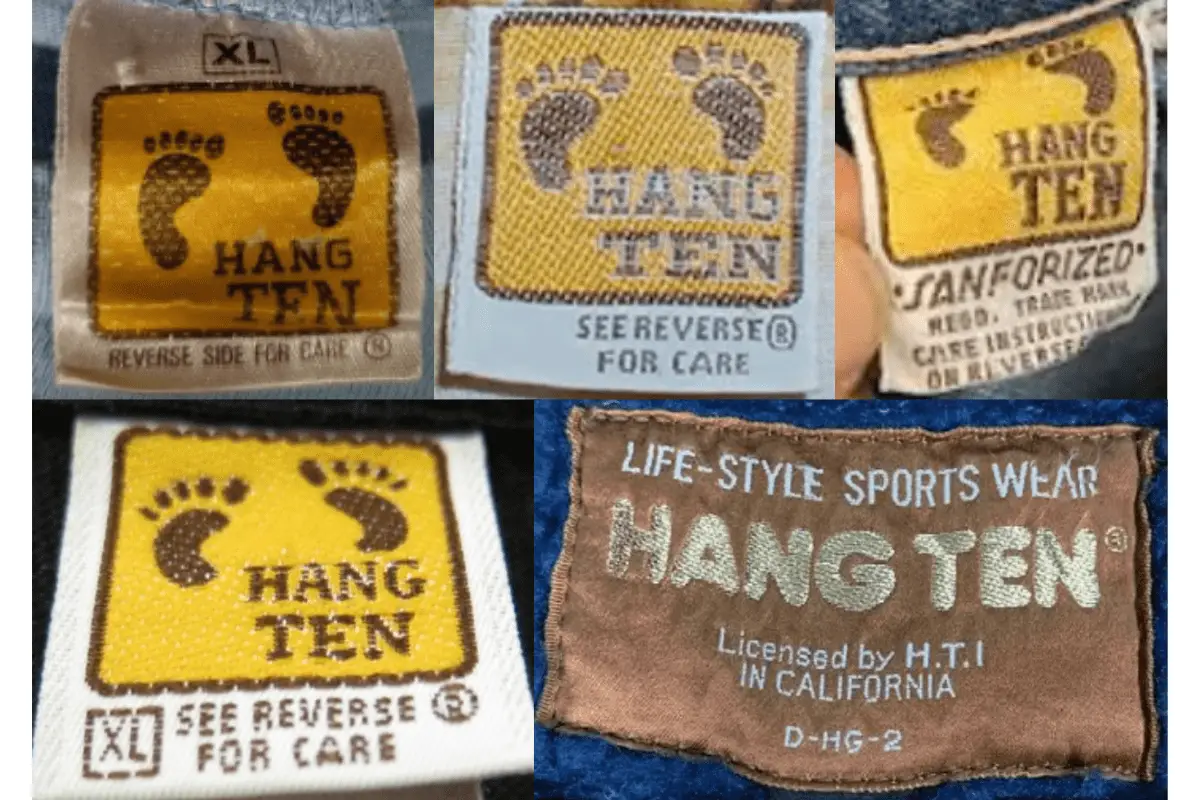 XL
HANG
TEN
REVERSE SIDE FOR CARE ®
HANG
TEN
SEE REVERSE ®
FOR CARE
HANG
TEN
•SANFORIZED•
REGD. TRADE MARK
CARE INSTRUCTION
ON REVERSE
HANG
TEN
XL SEE REVERSE ®
FOR CARE
LIFE-STYLE SPORTS WEAR
HANG TEN®
Licensed by H.T.I
IN CALIFORNIA
D-HG-2